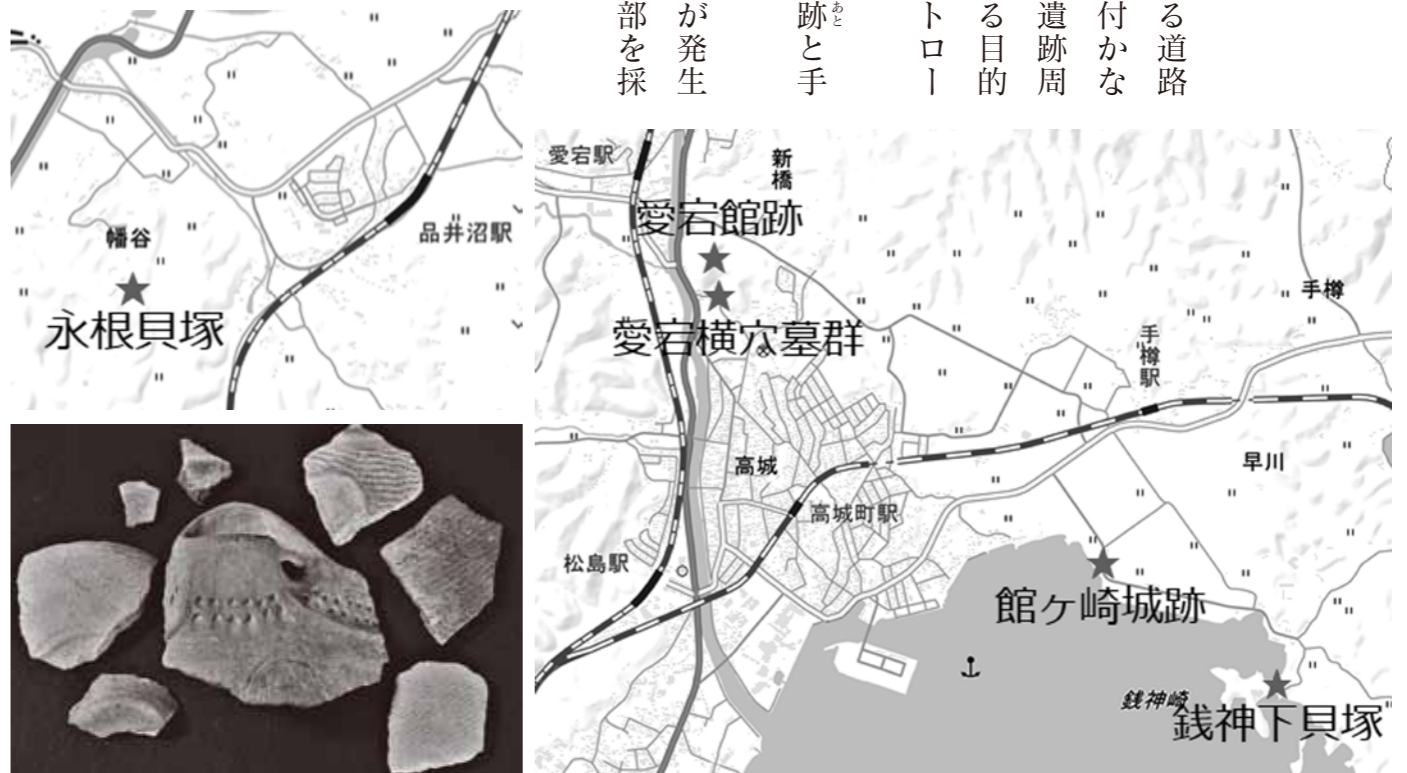 る道路
付かな
遺跡周
る目的
トロー
跡と手
あと
が発生
部を採
幡谷
品井沼駅
永根貝塚
愛宕駅
新橋
愛宕館跡
愛宕横穴墓群
手樽
手樽駅
高城
早川
高城町駅
松島駅
館ヶ崎城跡
銭神崎
銭神下貝塚